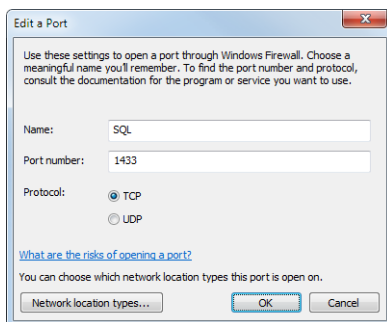 Edit a Port
Use these settings to open a port through Windows Firewall. Choose a
meaningful name you'll remember. To find the port number and protocol,
consult the documentation for the program or service you want to use.
Name: SQL
Port number: 1433
Protocol: TCP
UDP
What are the risks of opening a port?
You can choose which network location types this port is open on.
Network location types... OK Cancel